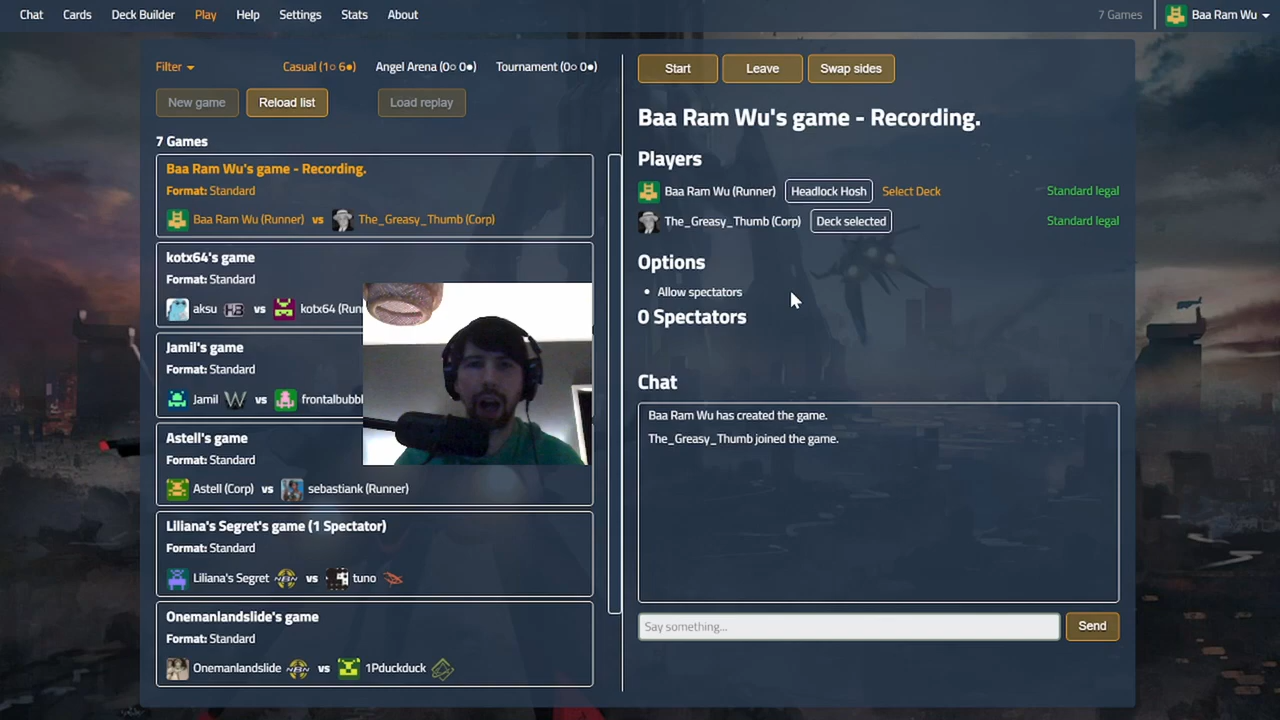 Chat Cards Deck Builder Play Help Settings Stats About 7 Games Baa Ram Wu
Filter Casual (1○ 6●) Angel Arena (0○ 0●) Tournament (0○ 0●)
New game Reload list Load replay
7 Games
Baa Ram Wu's game - Recording.
Format: Standard
Baa Ram Wu (Runner) vs The_Greasy_Thumb (Corp)
kotx64's game
Format: Standard
aksu vs kotx64 (Run
Jamil's game
Format: Standard
Jamil vs frontalbubbl
Astell's game
Format: Standard
Astell (Corp) vs sebastiank (Runner)
Liliana's Segret's game (1 Spectator)
Format: Standard
Liliana's Segret NBN vs tuno
Onemanlandslide's game
Format: Standard
Onemanlandslide NBN vs 1Pduckduck
Start Leave Swap sides
Baa Ram Wu's game - Recording.
Players
Baa Ram Wu (Runner) Headlock Hosh Select Deck Standard legal
The_Greasy_Thumb (Corp) Deck selected Standard legal
Options
• Allow spectators
0 Spectators
Chat
Baa Ram Wu has created the game.
The_Greasy_Thumb joined the game.
Say something... Send